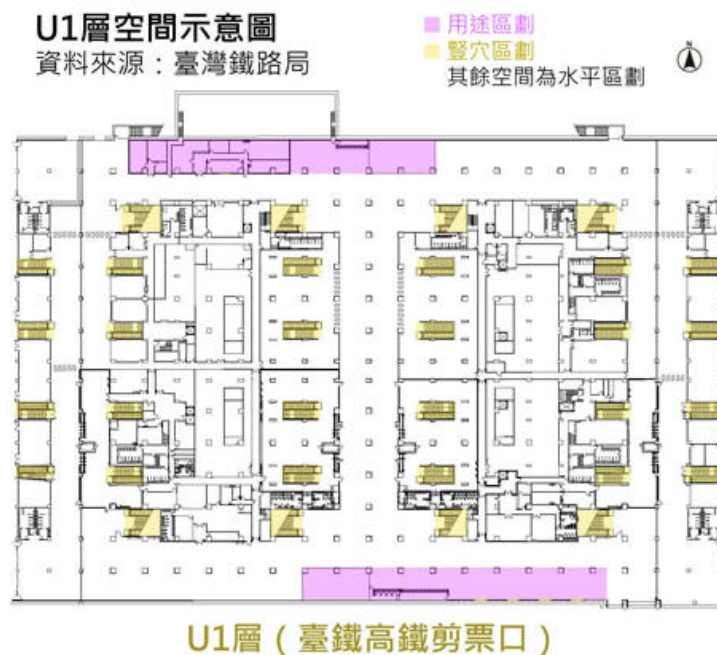 U1層空間示意圖
資料來源：臺灣鐵路局
用途區劃
豎穴區劃
其餘空間為水平區劃
N
U1層（臺鐵高鐵剪票口）